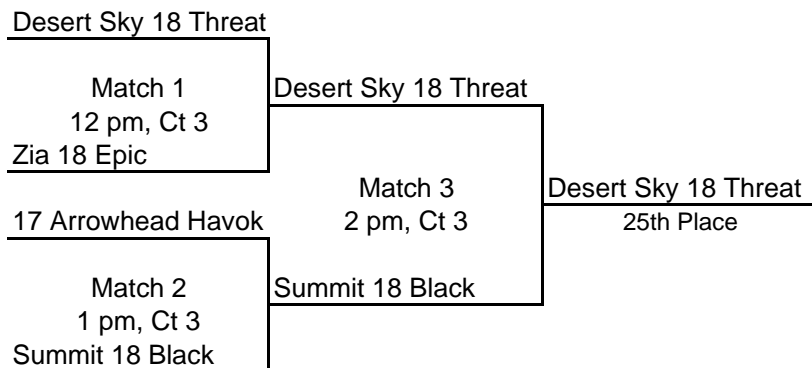 Desert Sky 18 Threat
Match 1
12 pm, Ct 3
Desert Sky 18 Threat
Zia 18 Epic
Match 3
2 pm, Ct 3
Desert Sky 18 Threat
25th Place
17 Arrowhead Havok
Match 2
1 pm, Ct 3
Summit 18 Black
Summit 18 Black